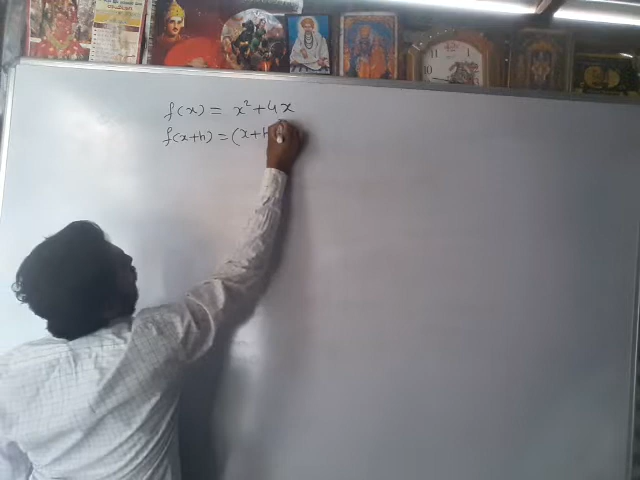 f(x) = x² + 4x
f(x+h) = (x+h